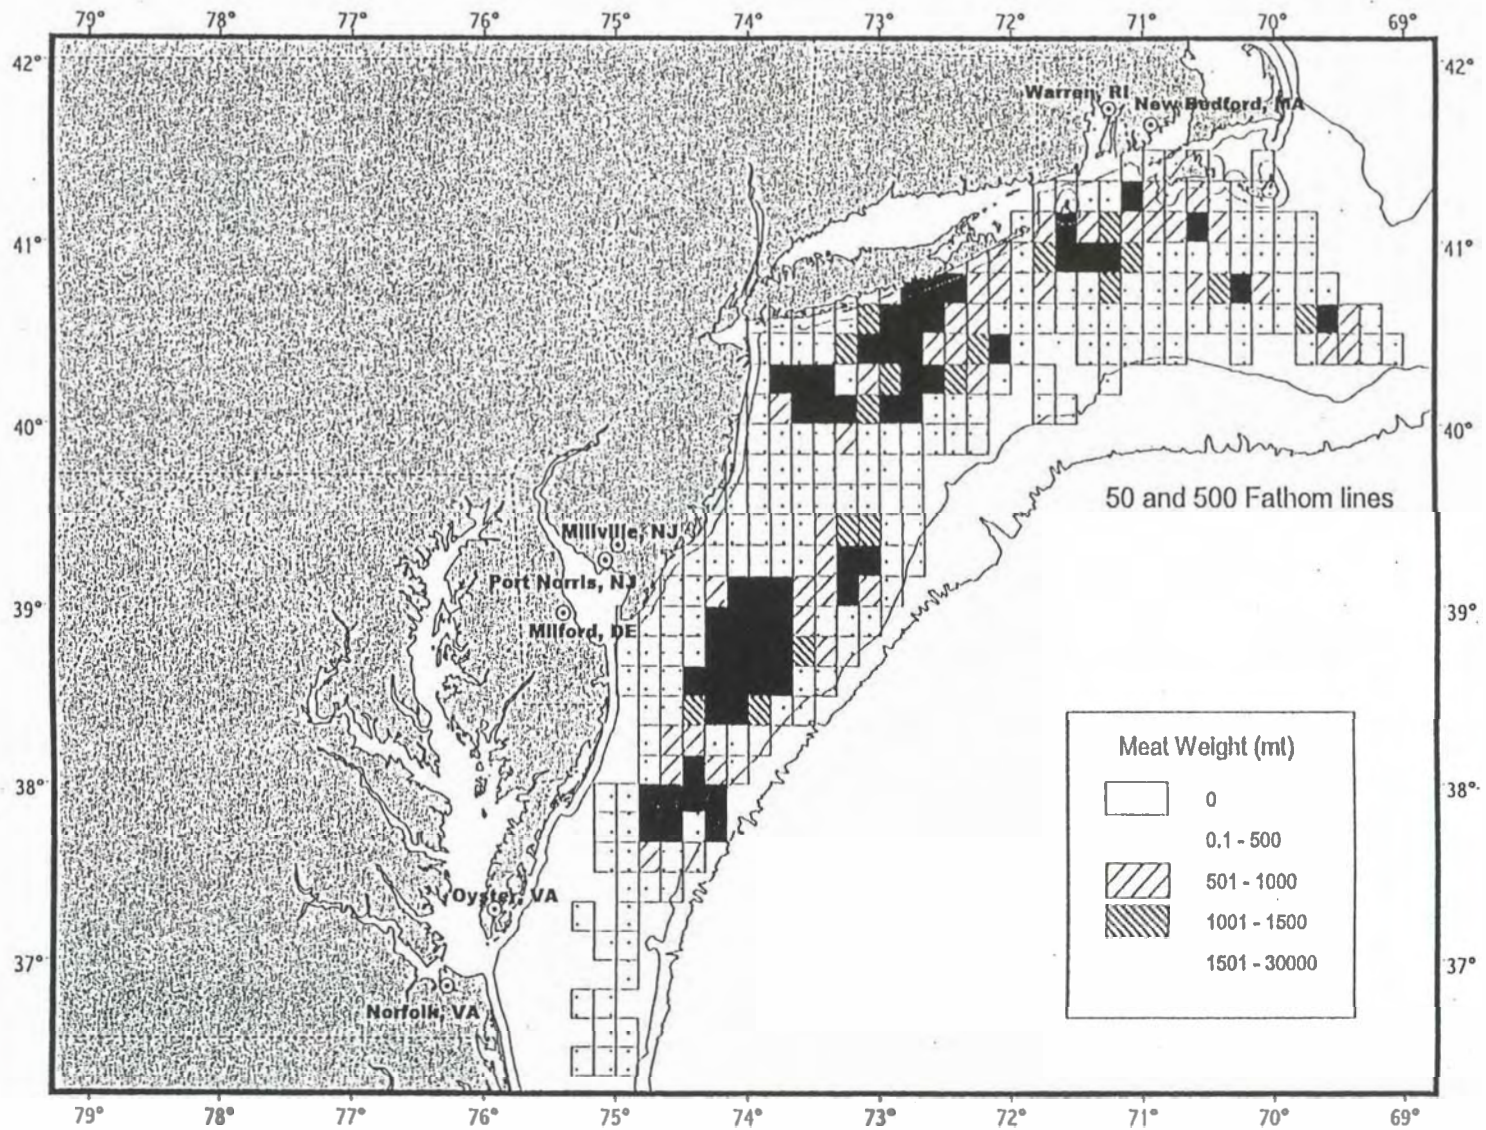 79° 78° 77° 76° 75° 74° 73° 72° 71° 70° 69°
42° 42°
Warren, RI
New Bedford, MA
41° 41°
40° 40°
50 and 500 Fathom lines
Millville, NJ
Port Norris, NJ
39° 39°
Milford, DE
Meat Weight (mt)
0
0.1 - 500
501 - 1000
1001 - 1500
1501 - 30000
38° 38°
Oyster, VA
37° 37°
Norfolk, VA
79° 78° 77° 76° 75° 74° 73° 72° 71° 70° 69°